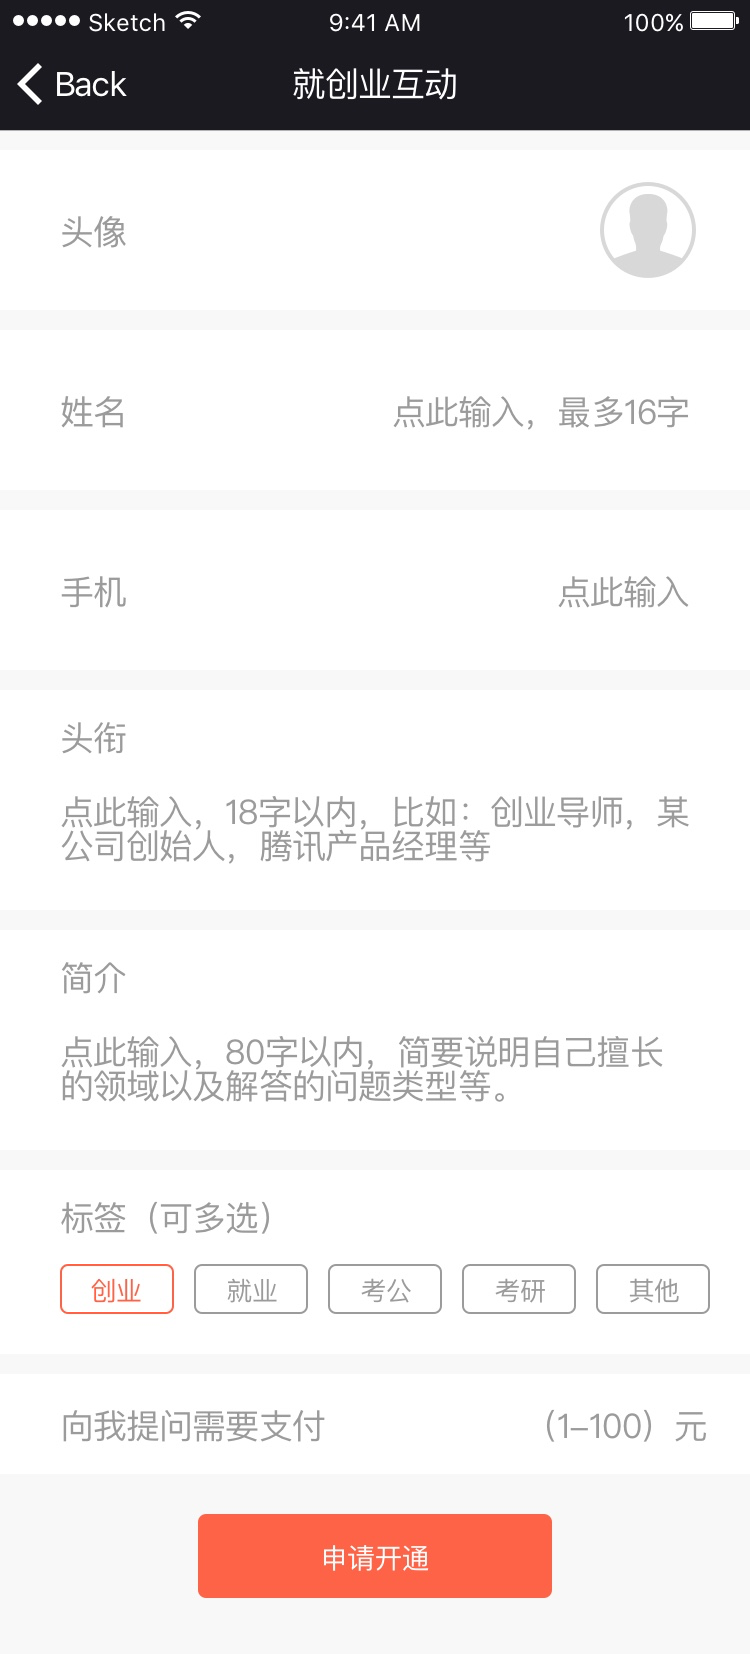 Sketch 9:41 AM 100%
Back 就创业互动
头像
姓名 点此输入，最多16字
手机 点此输入
头衔
点此输入，18字以内，比如：创业导师，某
公司创始人，腾讯产品经理等
简介
点此输入，80字以内，简要说明自己擅长
的领域以及解答的问题类型等。
标签（可多选）
创业 就业 考公 考研 其他
向我提问需要支付 （1–100）元
申请开通